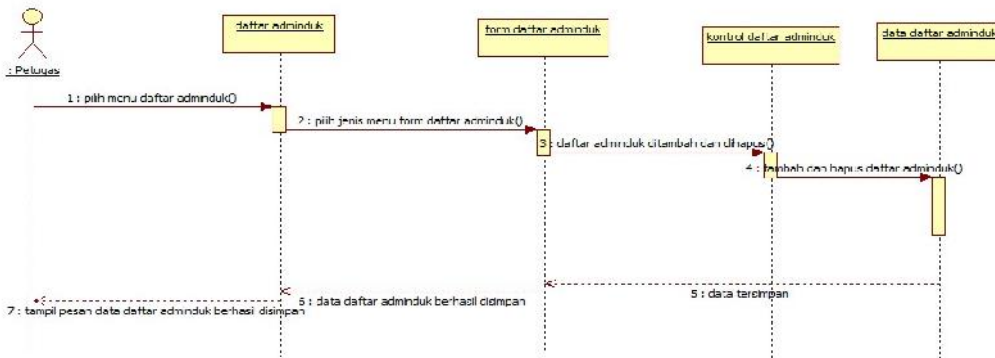 daftar adminduk
form daftar adminduk
kontrol daftar adminduk
data daftar adminduk
: Petugas
1 : pilih menu daftar adminduk()
2 : pilih jenis menu form daftar adminduk()
3 : daftar adminduk ditambah dan dihapus()
4 : tambah dan hapus daftar adminduk()
5 : data tersimpan
6 : data daftar adminduk berhasil disimpan
7 : tampil pesan data daftar adminduk berhasil disimpan